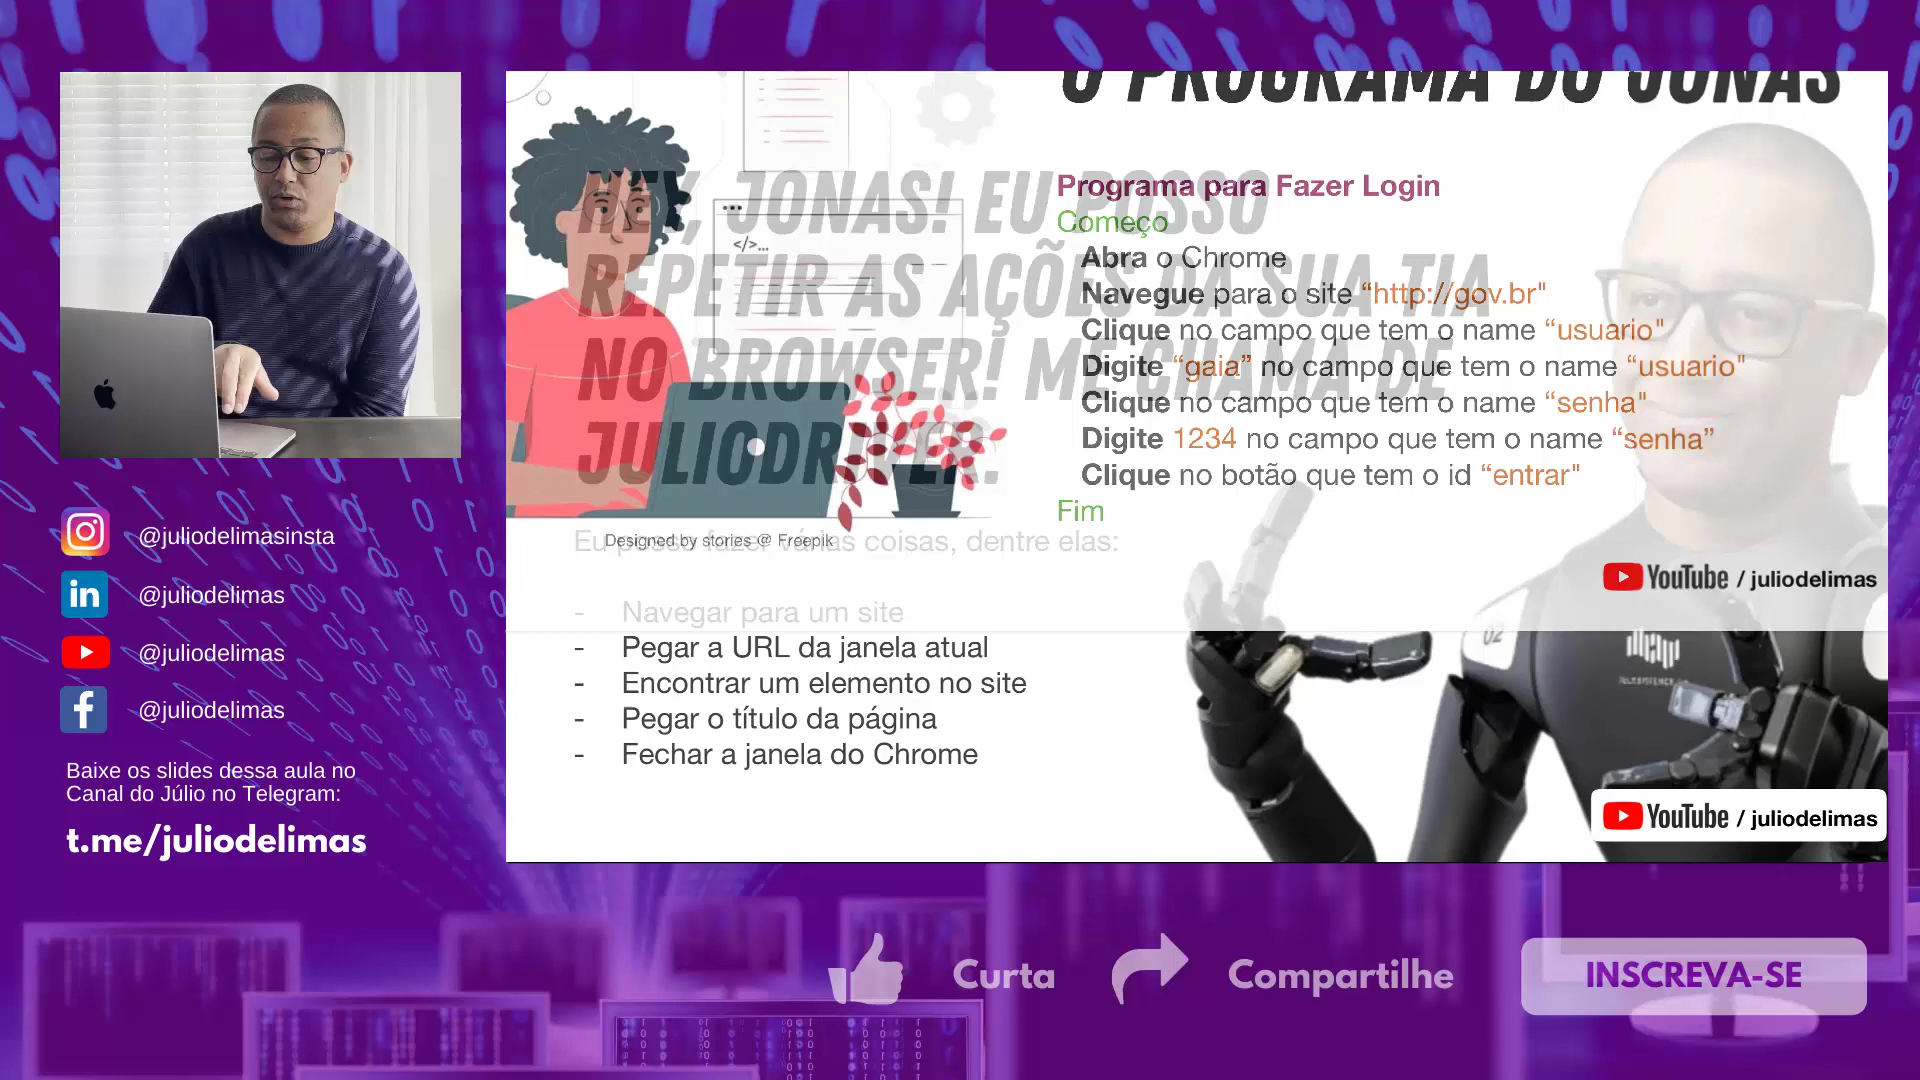 O PROGRAMA DO JONAS
Programa para Fazer Login
Começo
Abra o Chrome
Navegue para o site “http://gov.br"
Clique no campo que tem o name “usuario"
Digite “gaia” no campo que tem o name “usuario"
Clique no campo que tem o name “senha"
Digite 1234 no campo que tem o name “senha”
Clique no botão que tem o id “entrar"
Fim
HEY, JONAS! EU POSSO
REPETIR AS AÇÕES DA SUA TIA
NO BROWSER! ME CHAMA DE
JULIODRIVER.
</...
Designed by stories @ Freepik
Eu posso fazer várias coisas, dentre elas:
- Navegar para um site
- Pegar a URL da janela atual
- Encontrar um elemento no site
- Pegar o título da página
- Fechar a janela do Chrome
YouTube / juliodelimas
02
YouTube / juliodelimas
@juliodelimasinsta
in @juliodelimas
@juliodelimas
f @juliodelimas
Baixe os slides dessa aula no
Canal do Júlio no Telegram:
t.me/juliodelimas
Curta
Compartilhe
INSCREVA-SE